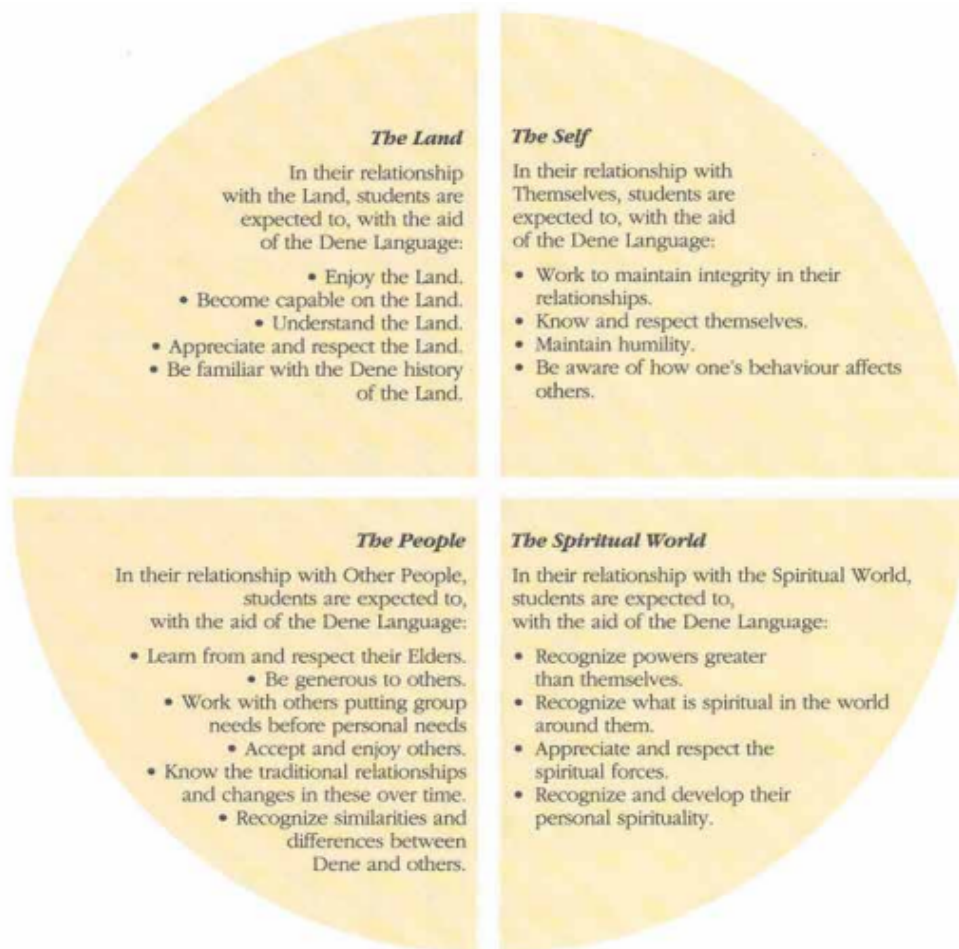 The Land
In their relationship
with the Land, students are
expected to, with the aid
of the Dene Language:
• Enjoy the Land.
• Become capable on the Land.
• Understand the Land.
• Appreciate and respect the Land.
• Be familiar with the Dene history
of the Land.
The Self
In their relationship with
Themselves, students are
expected to, with the aid
of the Dene Language:
• Work to maintain integrity in their
relationships.
• Know and respect themselves.
• Maintain humility.
• Be aware of how one's behaviour affects
others.
The People
In their relationship with Other People,
students are expected to,
with the aid of the Dene Language:
• Learn from and respect their Elders.
• Be generous to others.
• Work with others putting group
needs before personal needs
• Accept and enjoy others.
• Know the traditional relationships
and changes in these over time.
• Recognize similarities and
differences between
Dene and others.
The Spiritual World
In their relationship with the Spiritual World,
students are expected to,
with the aid of the Dene Language:
• Recognize powers greater
than themselves.
• Recognize what is spiritual in the world
around them.
• Appreciate and respect the
spiritual forces.
• Recognize and develop their
personal spirituality.